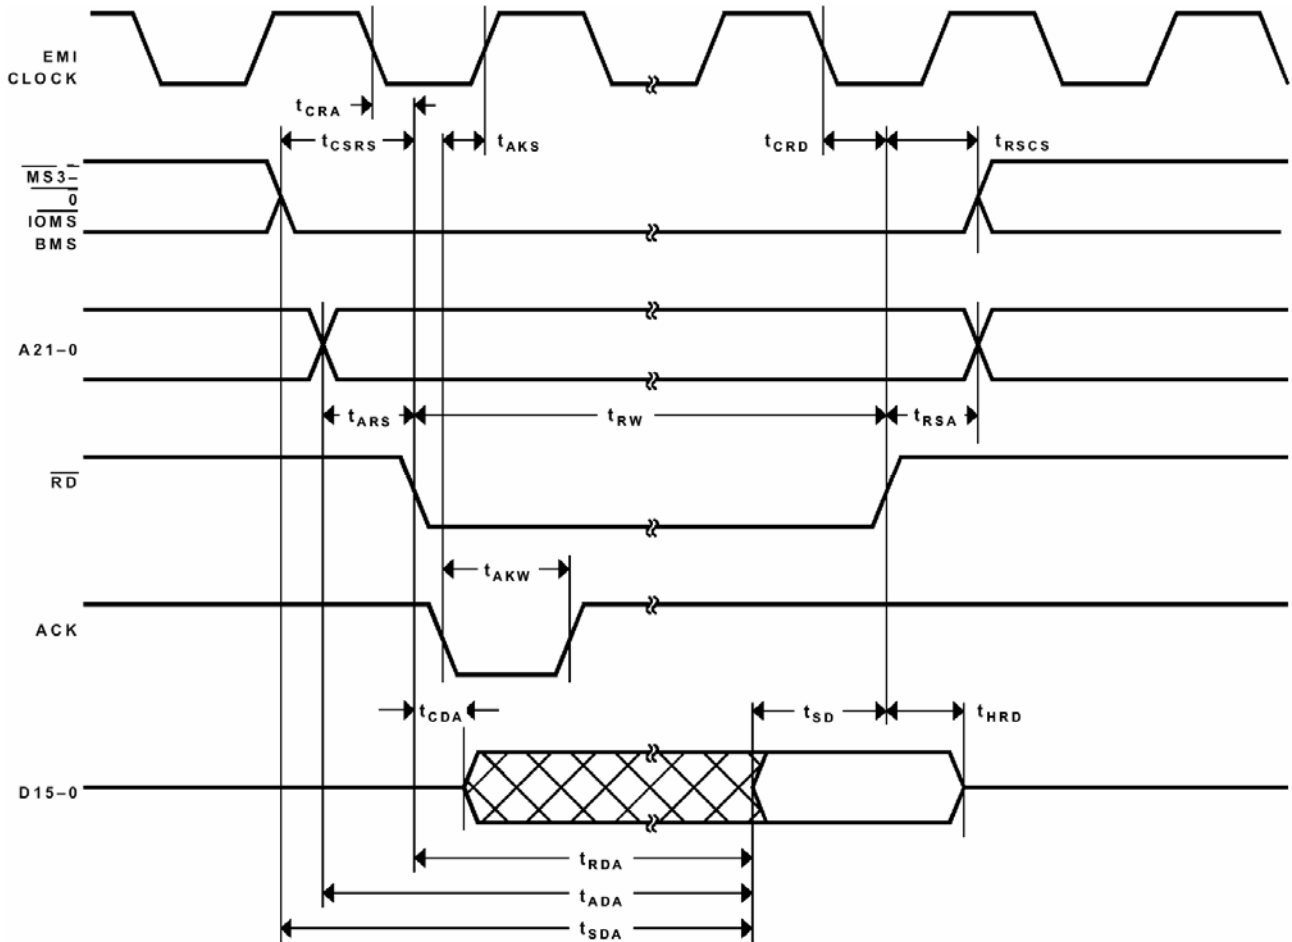 EMI
CLOCK
tCRA
tCSRS
tAKS
tCRD
tRSCS
MS3–
0
IOMS
BMS
A21–0
tARS
tRW
tRSA
RD
tAKW
ACK
tCDA
tSD
tHRD
D15–0
tRDA
tADA
tSDA